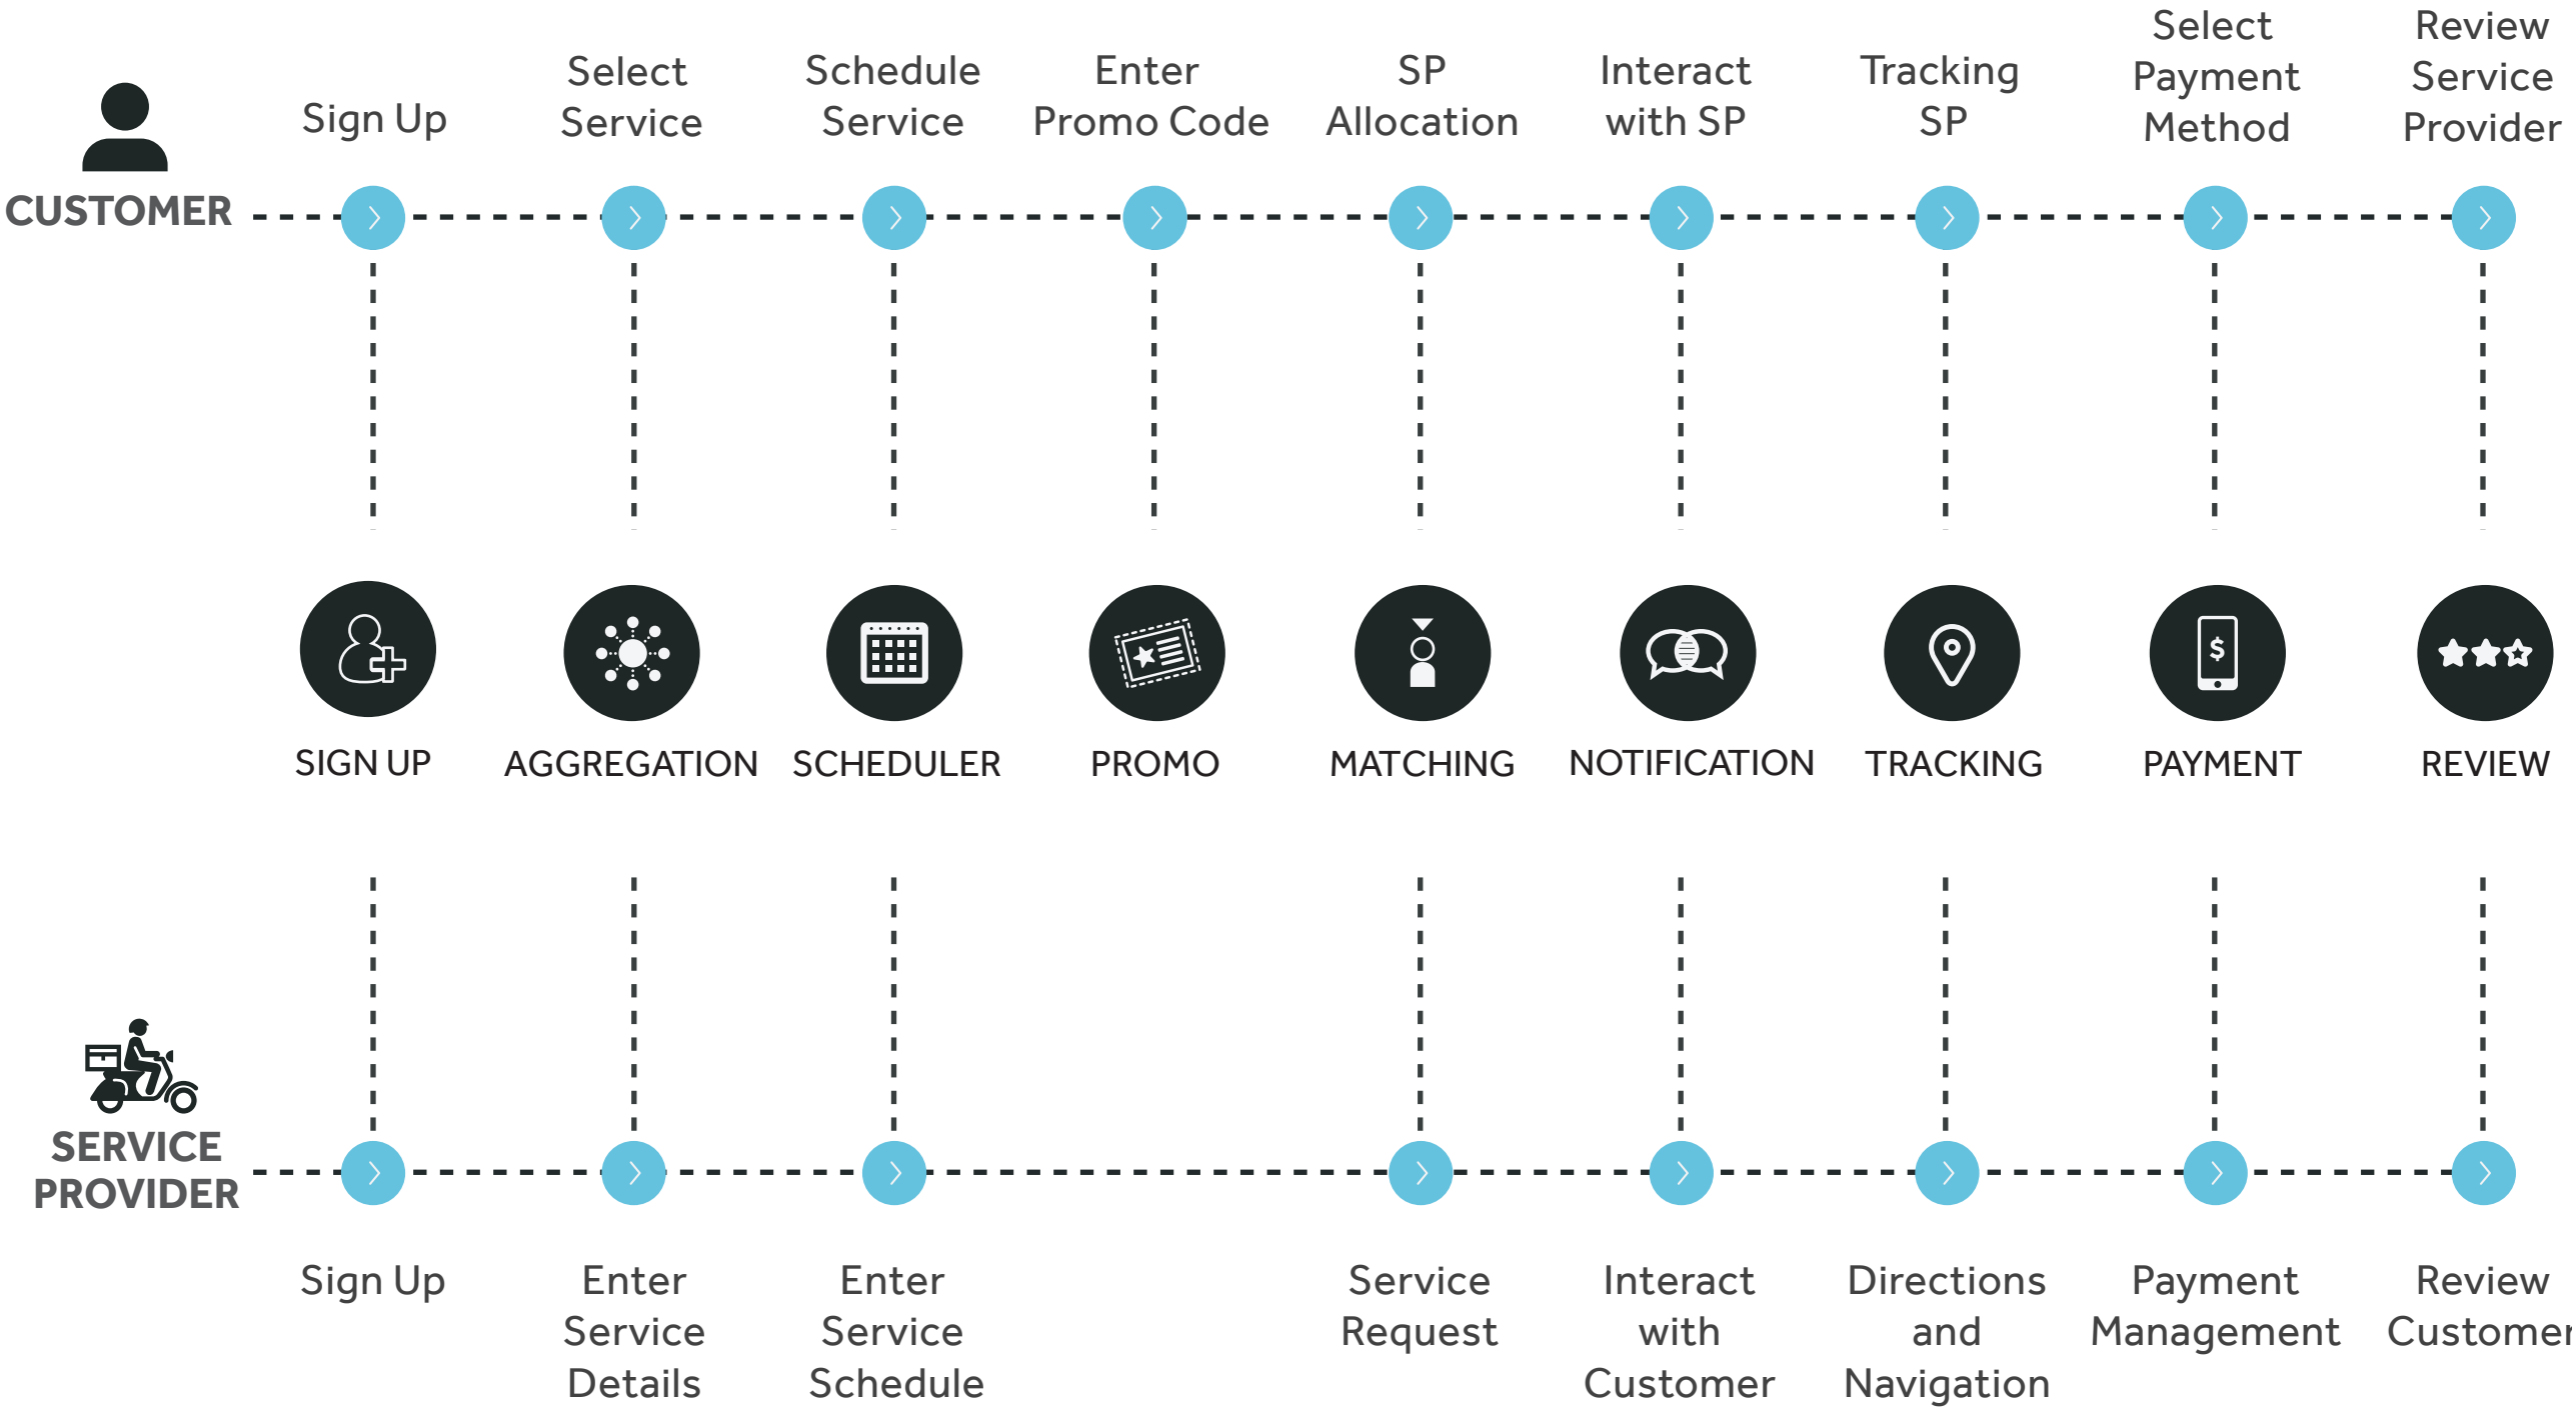 Sign Up
Select
Service
Schedule
Service
Enter
Promo Code
SP
Allocation
Interact
with SP
Tracking
SP
Select
Payment
Method
Review
Service
Provider
CUSTOMER
$
SIGN UP
AGGREGATION
SCHEDULER
PROMO
MATCHING
NOTIFICATION
TRACKING
PAYMENT
REVIEW
SERVICE
PROVIDER
Sign Up
Enter
Service
Details
Enter
Service
Schedule
Service
Request
Interact
with
Customer
Directions
and
Navigation
Payment
Management
Review
Customer